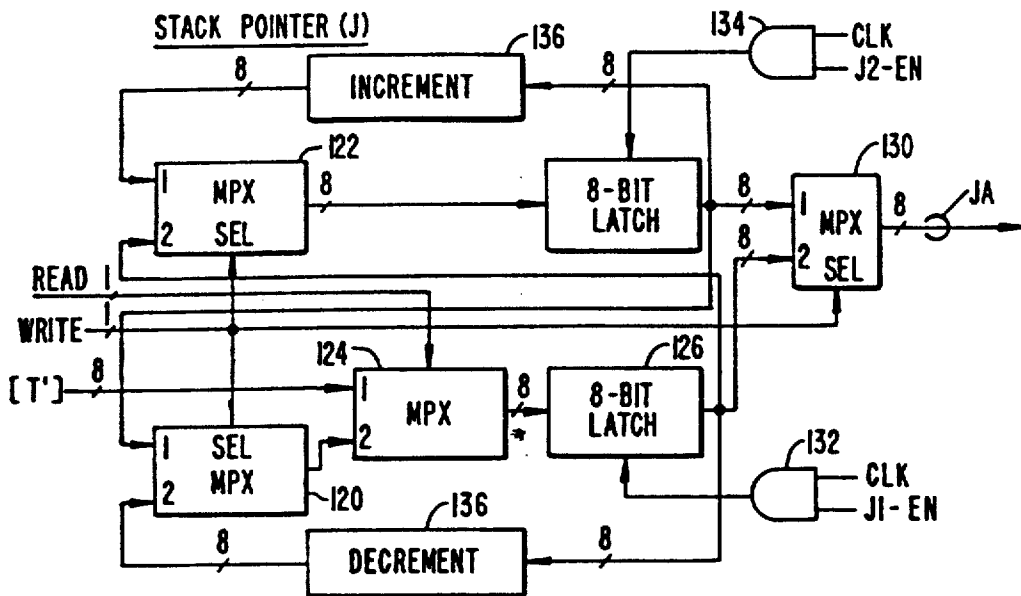 STACK POINTER (J)
136
INCREMENT
8
8
134
CLK
J2-EN
122
1
MPX
2
SEL
8
8-BIT
LATCH
8
8
130
1
MPX
2
SEL
8
JA
READ 1
WRITE 1
[T'] 8
124
1
MPX
2
8
*
126
8-BIT
LATCH
1
SEL
2
MPX
120
132
CLK
J1-EN
136
DECREMENT
8
8